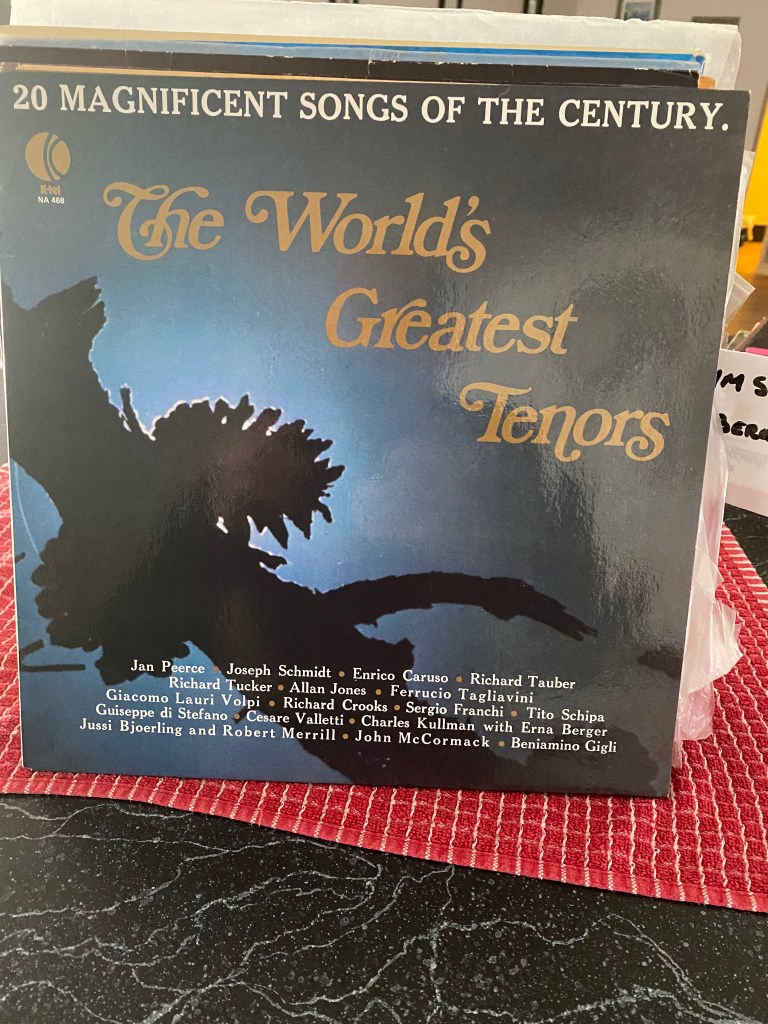 20 MAGNIFICENT SONGS OF THE CENTURY.
K-tel
NA 468
The World's
Greatest
Tenors
Jan Peerce • Joseph Schmidt • Enrico Caruso • Richard Tauber
Richard Tucker • Allan Jones • Ferrucio Tagliavini
Giacomo Lauri Volpi • Richard Crooks • Sergio Franchi • Tito Schipa
Guiseppe di Stefano • Cesare Valletti • Charles Kullman with Erna Berger
Jussi Bjoerling and Robert Merrill • John McCormack • Beniamino Gigli